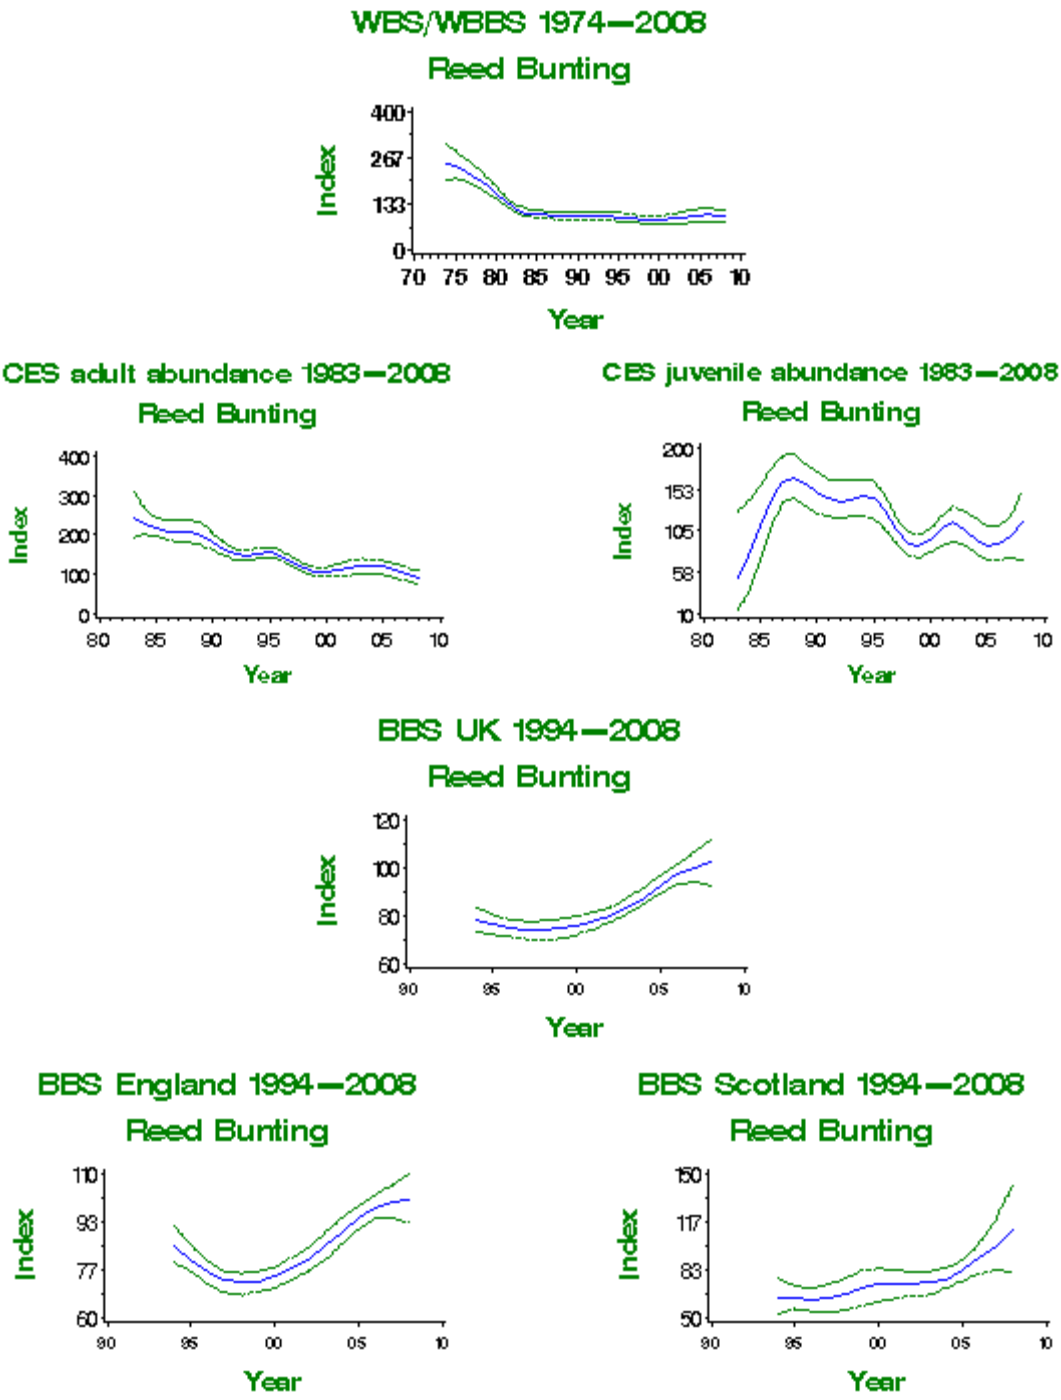 WBS/WBBS 1974—2008
Reed Bunting
400
267
133
0
Index
70 75 80 85 90 95 00 05 10
Year
CES adult abundance 1983—2008
Reed Bunting
400
300
200
100
0
Index
80 85 90 95 00 05 10
Year
CES juvenile abundance 1983—2008
Reed Bunting
200
153
105
58
10
Index
80 85 90 95 00 05 10
Year
BBS UK 1994—2008
Reed Bunting
120
100
80
60
Index
90 95 00 05 10
Year
BBS England 1994—2008
Reed Bunting
110
93
77
60
Index
90 95 00 05 10
Year
BBS Scotland 1994—2008
Reed Bunting
150
117
83
50
Index
90 95 00 05 10
Year